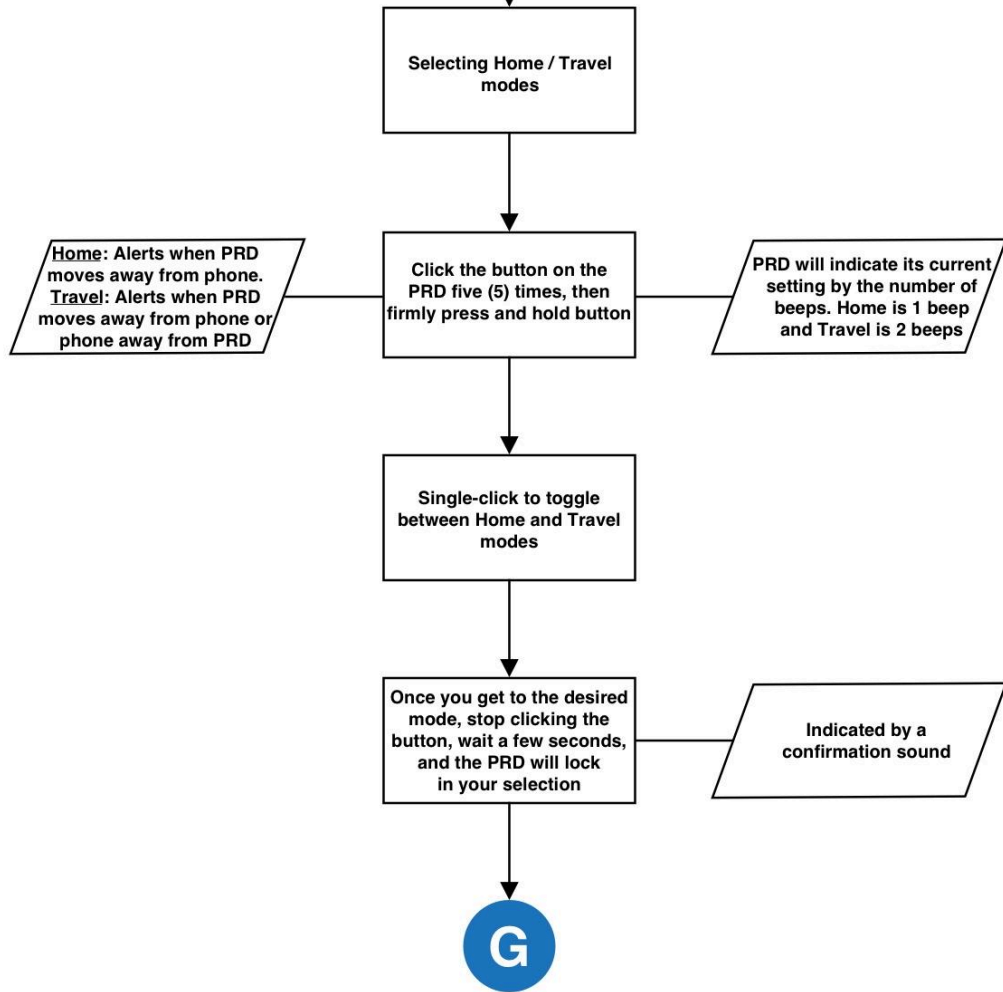 Selecting Home / Travel
modes
Home: Alerts when PRD
moves away from phone.
Travel: Alerts when PRD
moves away from phone or
phone away from PRD
Click the button on the
PRD five (5) times, then
firmly press and hold button
PRD will indicate its current
setting by the number of
beeps. Home is 1 beep
and Travel is 2 beeps
Single-click to toggle
between Home and Travel
modes
Once you get to the desired
mode, stop clicking the
button, wait a few seconds,
and the PRD will lock
in your selection
Indicated by a
confirmation sound
G